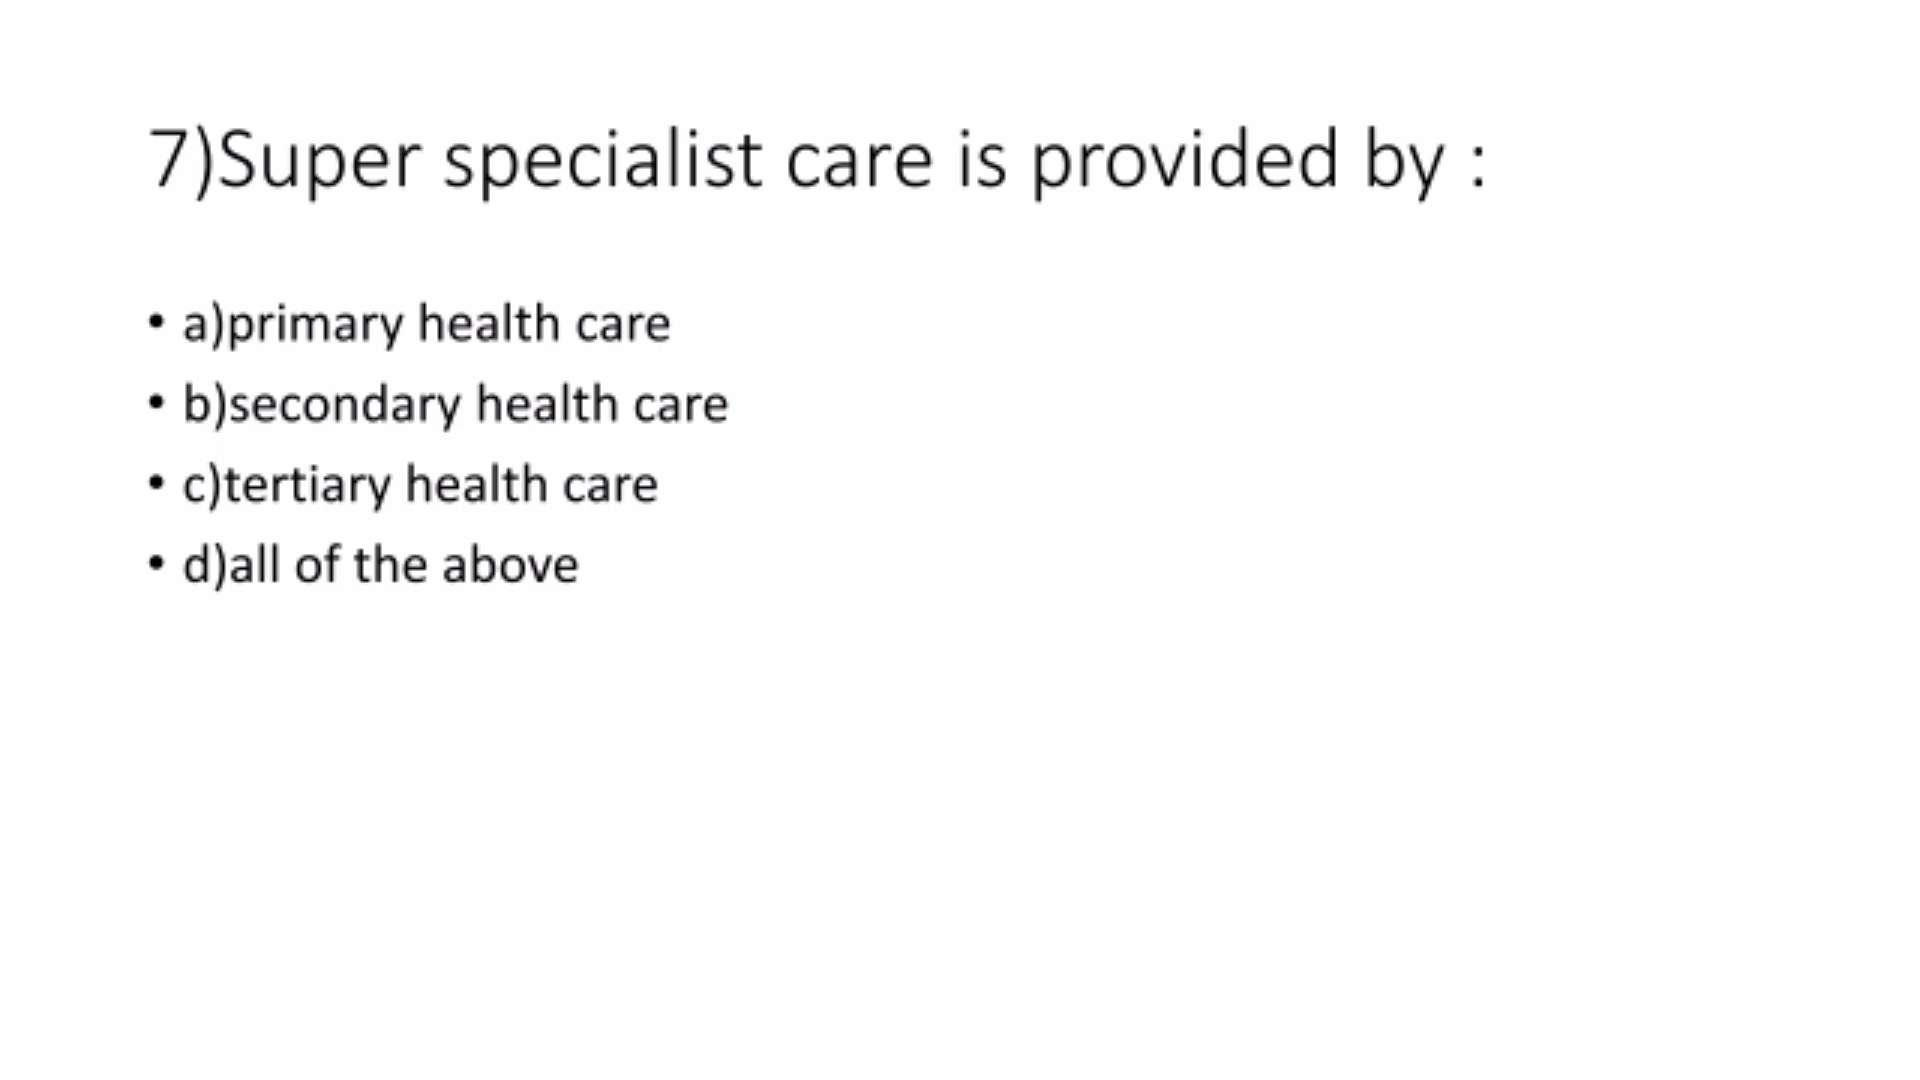 7)Super specialist care is provided by :
• a)primary health care
• b)secondary health care
• c)tertiary health care
• d)all of the above